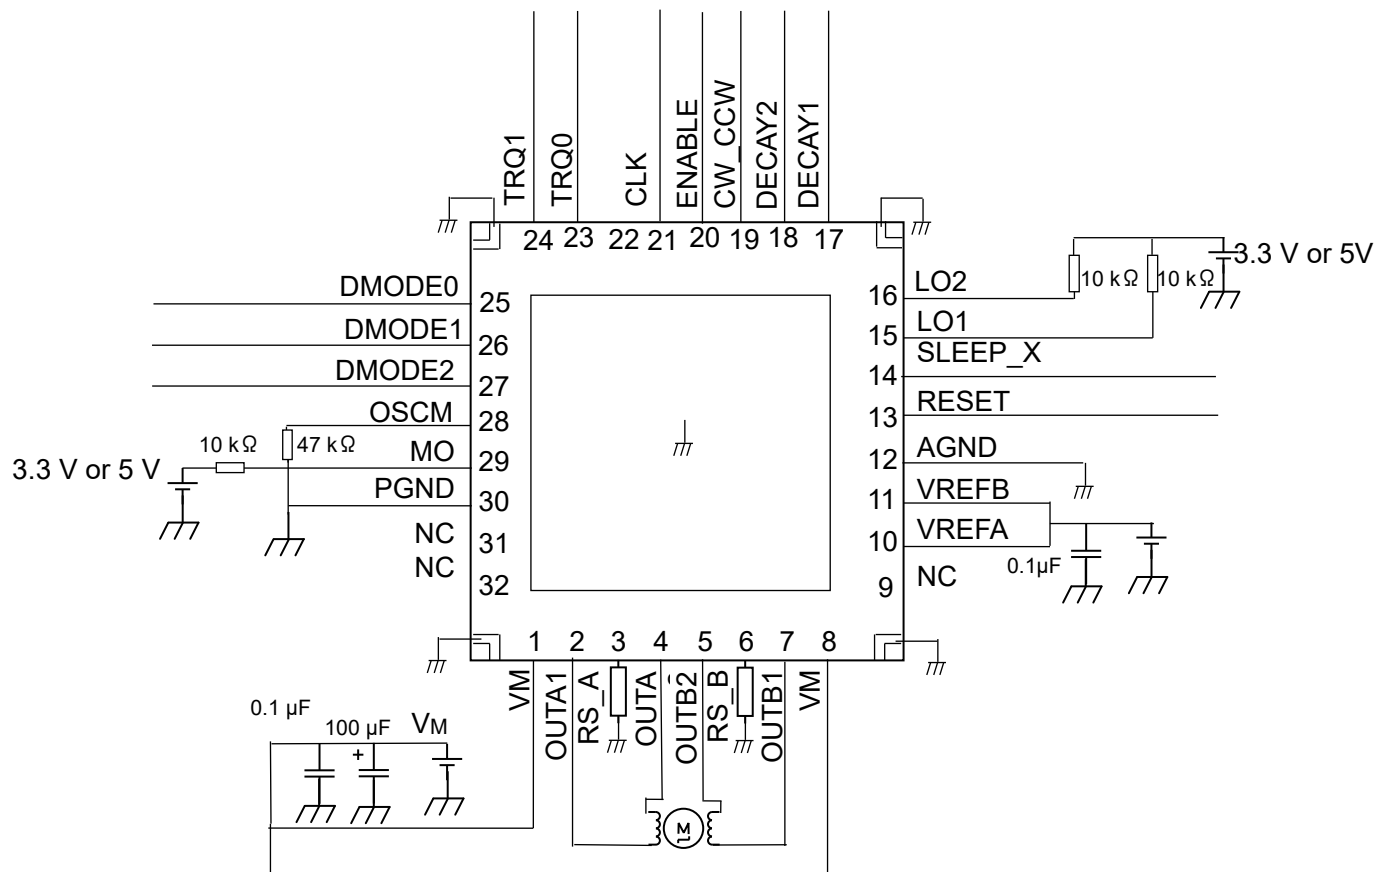 TRQ1
TRQ0
CLK
ENABLE
CW_CCW
DECAY2
DECAY1
24
23
22
21
20
19
18
17
DMODE0
25
DMODE1
26
DMODE2
27
OSCM
28
10 kΩ
47 kΩ
MO
29
3.3 V or 5 V
PGND
30
NC
31
NC
32
3.3 V or 5V
10 kΩ
10 kΩ
16
LO2
15
LO1
SLEEP_X
14
RESET
13
AGND
12
VREFB
11
VREFA
10
0.1µF
NC
9
1
2
3
4
5
6
7
8
VM
OUTA1
RS_A
OUTA
OUTB2
RS_B
OUTB1
VM
0.1 µF
100 µF
+
VM
M